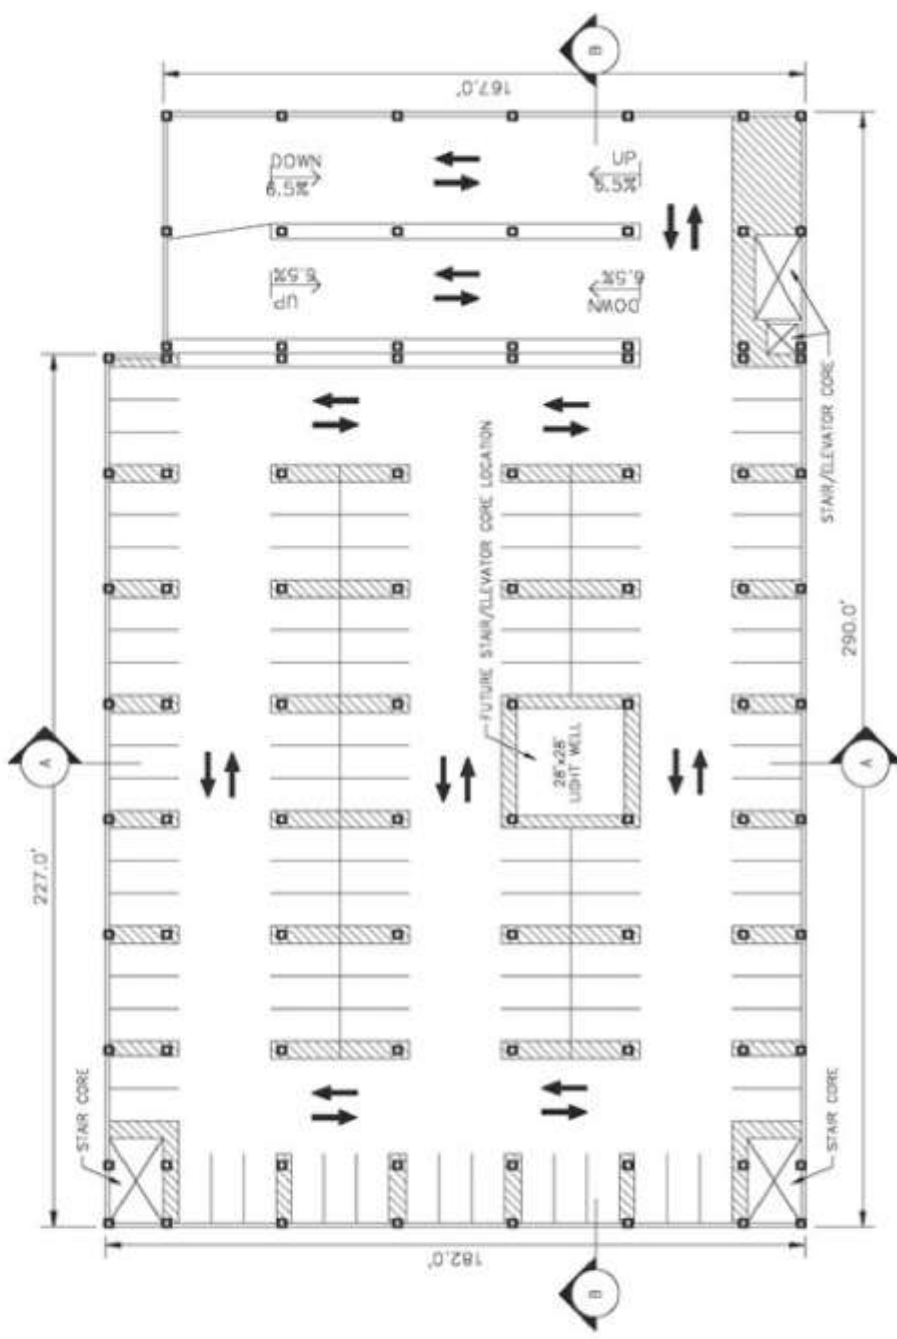 B
167.0'
DOWN
6.5%
UP
6.5%
UP
6.5%
DOWN
6.5%
STAIR/ELEVATOR CORE
FUTURE STAIR/ELEVATOR CORE LOCATION
28'x28'
LIGHT WELL
A
A
227.0'
290.0'
STAIR CORE
STAIR CORE
182.0'
B